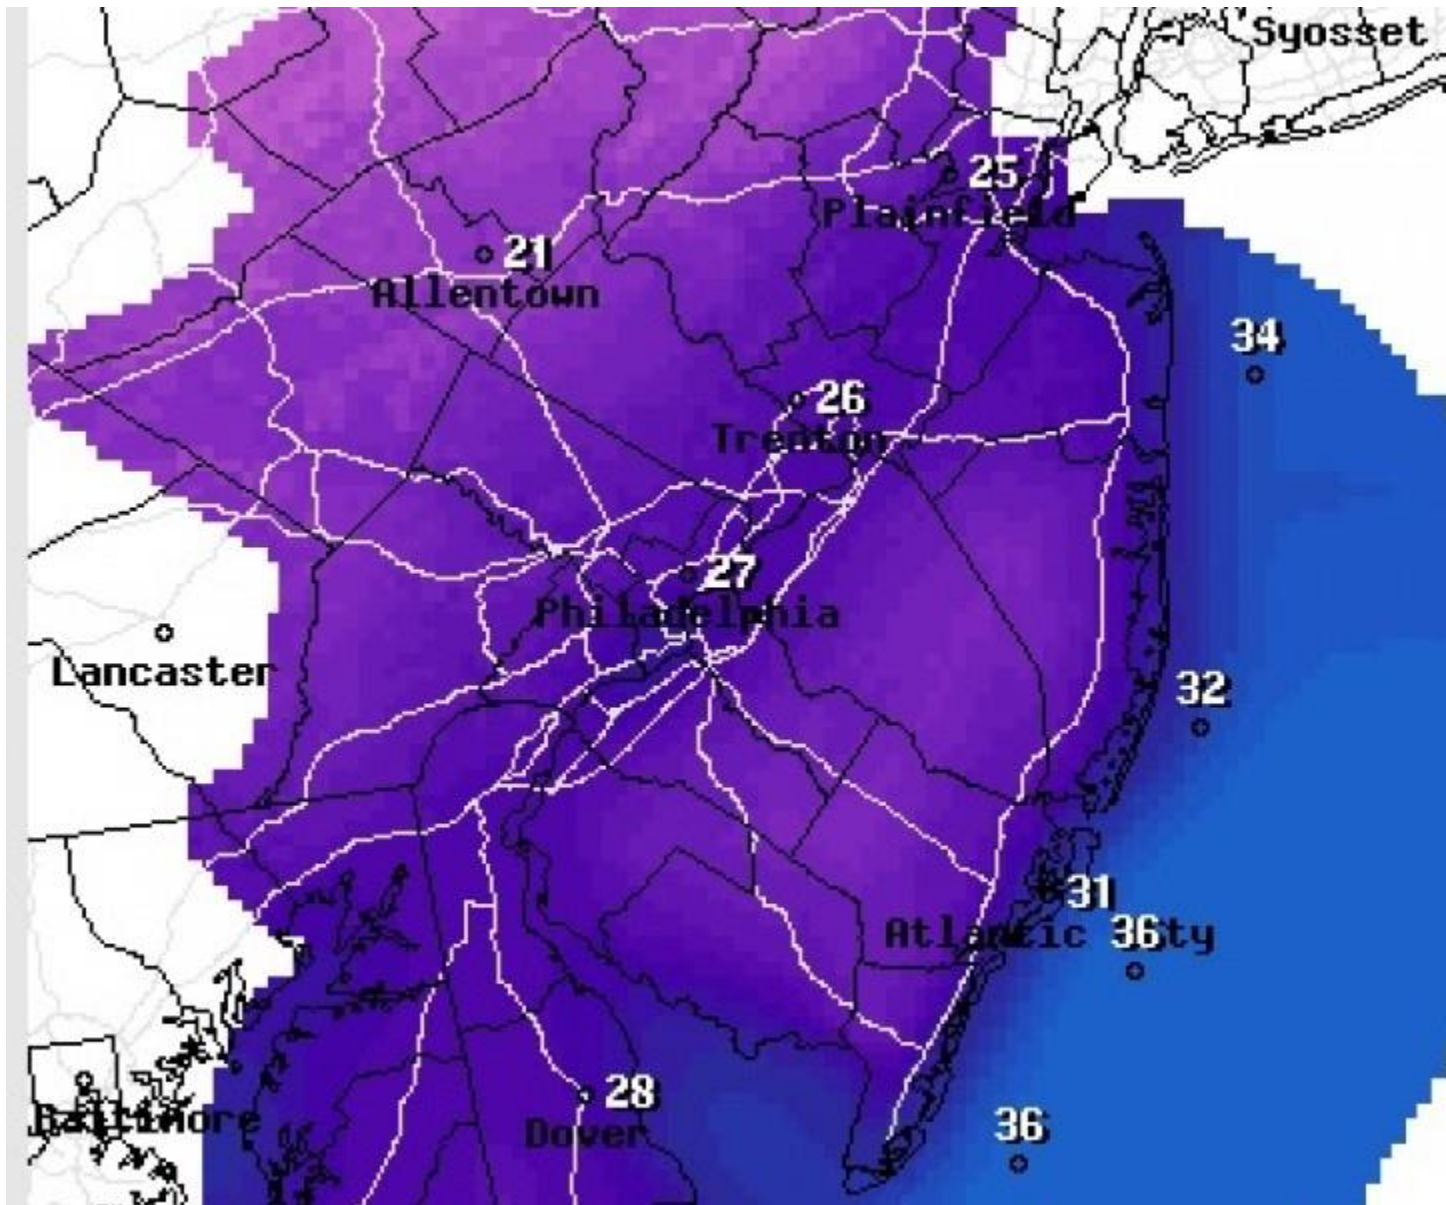 Syosset
25
Plainfield
21
Allentown
34
26
Trenton
27
Philadelphia
Lancaster
32
31
Atlantic City
36
28
Baltimore
Dover
36